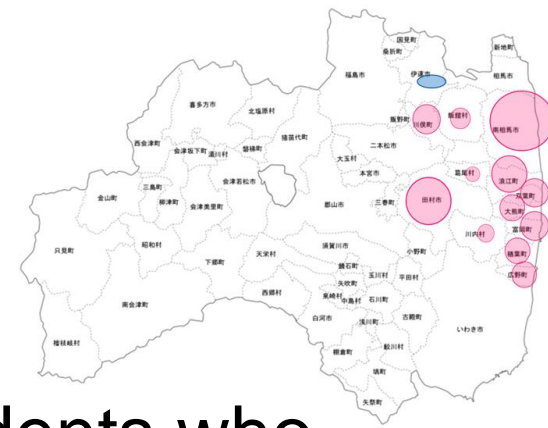 国見町
桑折町
新地町
福島市
伊達市
相馬市
喜多方市
北塩原村
飯野町
川俣町
飯舘村
南相馬市
西会津町
会津坂下町
湯川村
磐梯町
猪苗代町
二本松市
大玉村
本宮市
葛尾村
浪江町
金山町
三島町
柳津町
会津美里町
会津若松市
郡山市
三春町
田村市
双葉町
大熊町
只見町
昭和村
下郷町
天栄村
須賀川市
小野町
川内村
富岡町
楢葉町
広野町
鏡石町
矢吹町
玉川村
平田村
南会津町
西郷村
泉崎村
中島村
石川町
白河市
浅川町
古殿町
いわき市
檜枝岐村
棚倉町
鮫川村
塙町
矢祭町
dents who